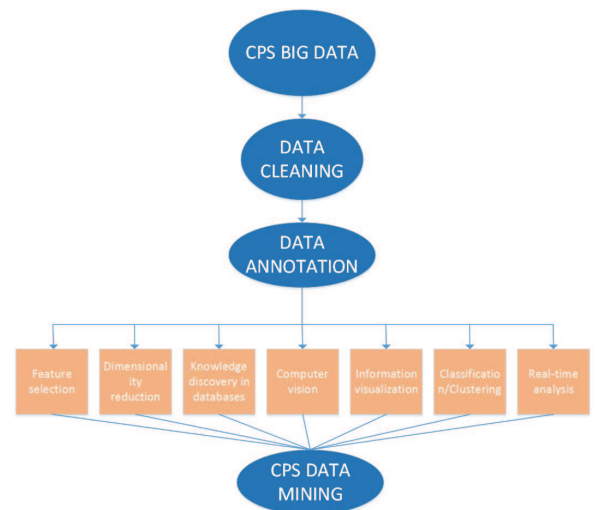 CPS BIG DATA
DATA
CLEANING
DATA
ANNOTATION
Feature
selection
Dimensional
ity
reduction
Knowledge
discovery in
databases
Computer
vision
Information
visualization
Classificatio
n/Clustering
Real-time
analysis
CPS DATA
MINING